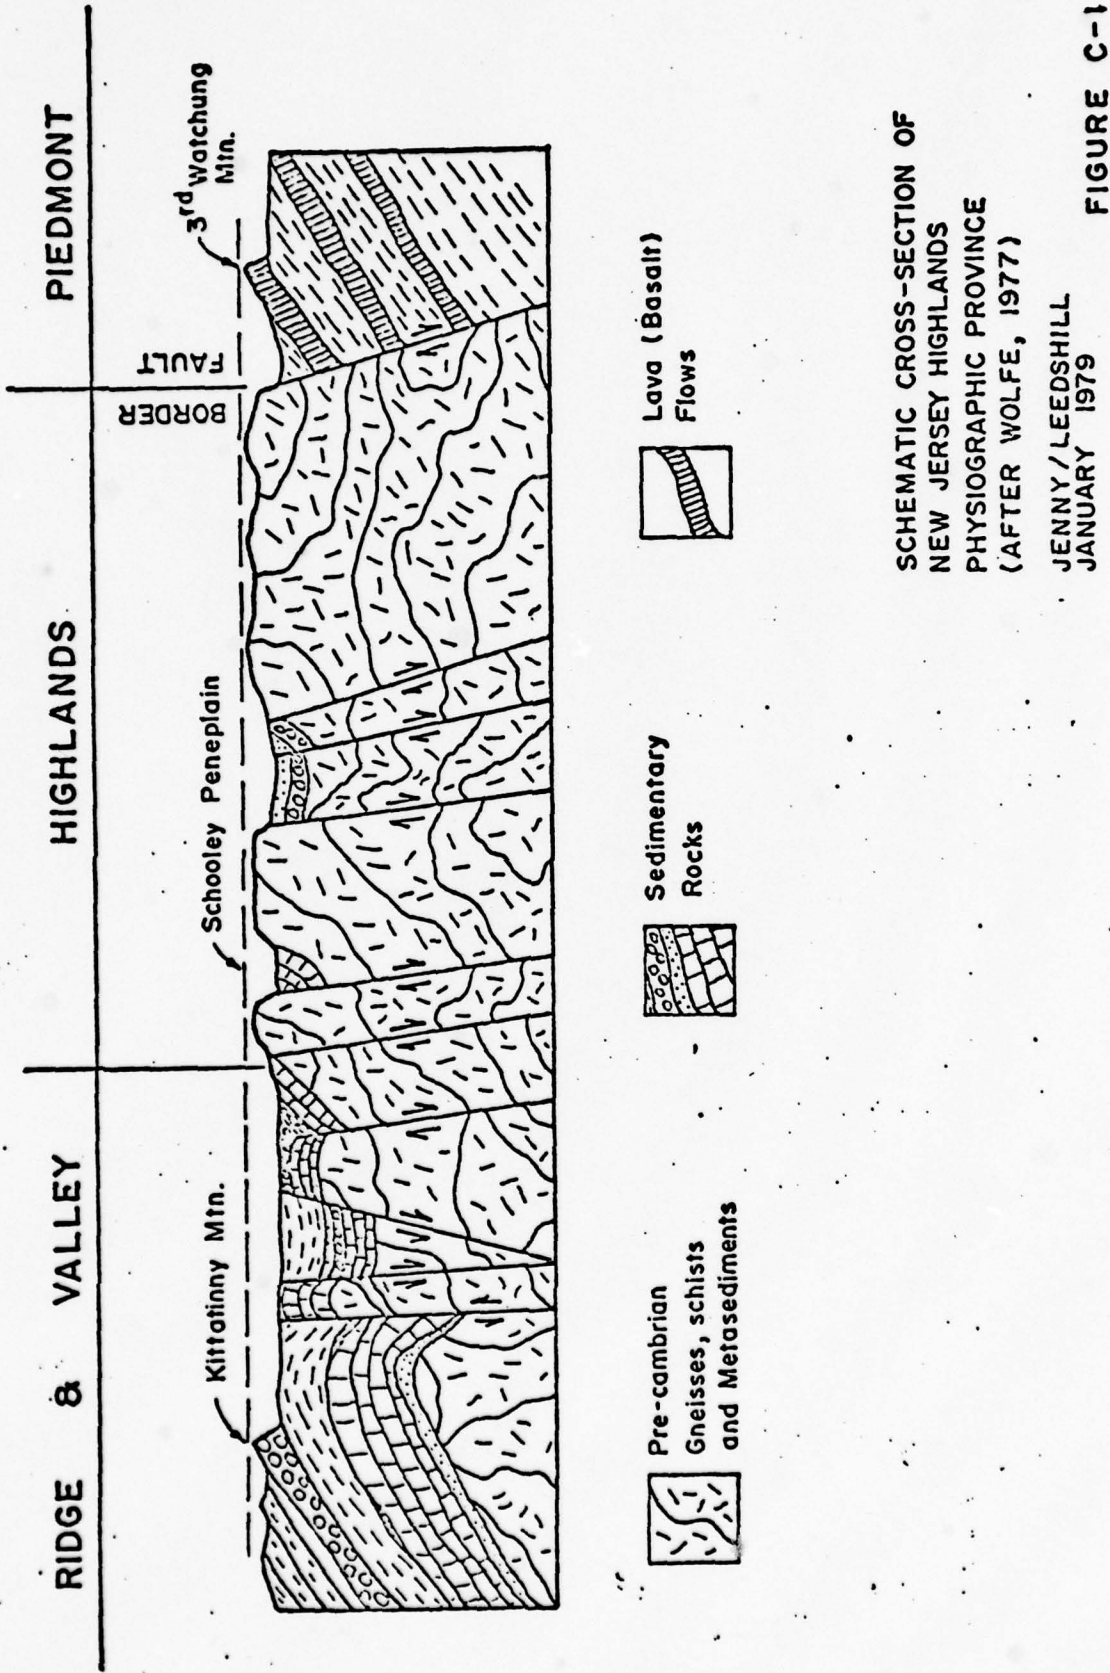 RIDGE & VALLEY
HIGHLANDS
PIEDMONT
BORDER FAULT
Kittatinny Mtn.
Schooley Peneplain
3rd Watchung
Mtn.
Pre-cambrian
Gneisses, schists
and Metasediments
Sedimentary
Rocks
Lava (Basalt)
Flows
SCHEMATIC CROSS-SECTION OF
NEW JERSEY HIGHLANDS
PHYSIOGRAPHIC PROVINCE
(AFTER WOLFE, 1977)
JENNY/LEEDSHILL
JANUARY 1979
FIGURE C-1